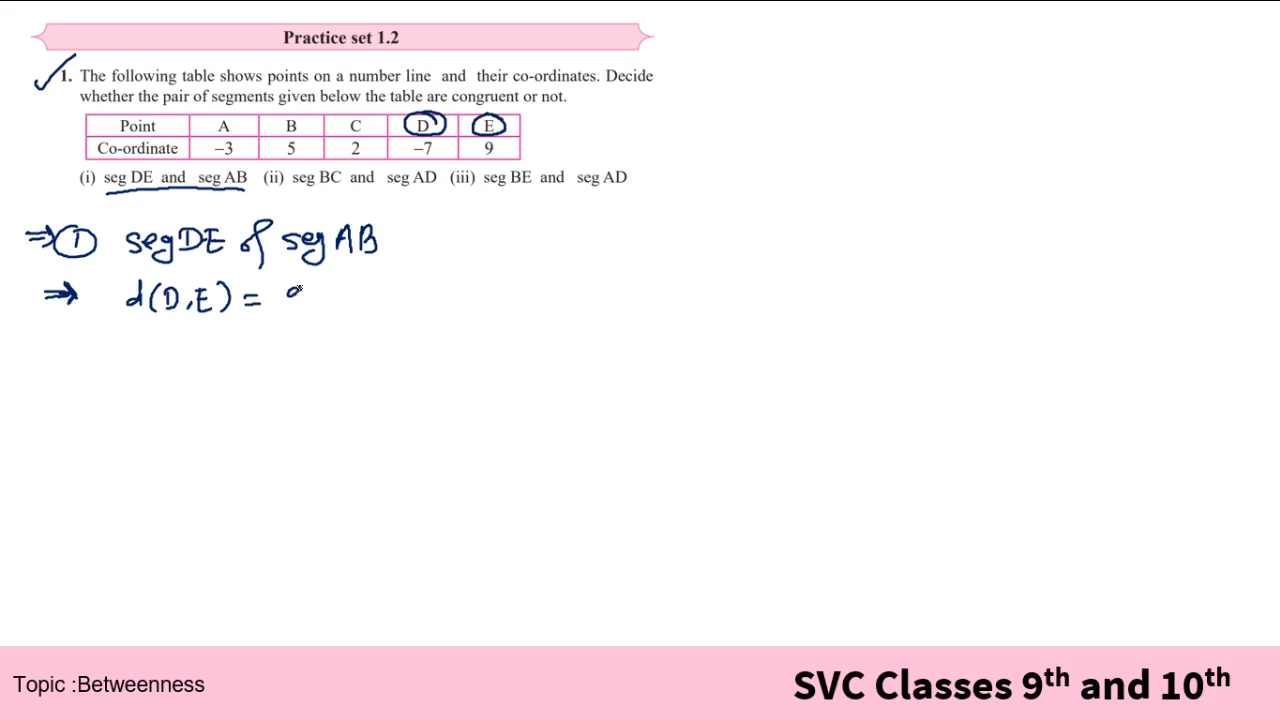 Practice set 1.2
1. The following table shows points on a number line and their co-ordinates. Decide
whether the pair of segments given below the table are congruent or not.
Point A B C D E
Co-ordinate −3 5 2 −7 9
(i) seg DE and seg AB (ii) seg BC and seg AD (iii) seg BE and seg AD
⇒ ① seg DE & seg AB
⇒ d(D,E) =
Topic :Betweenness
SVC Classes 9th and 10th